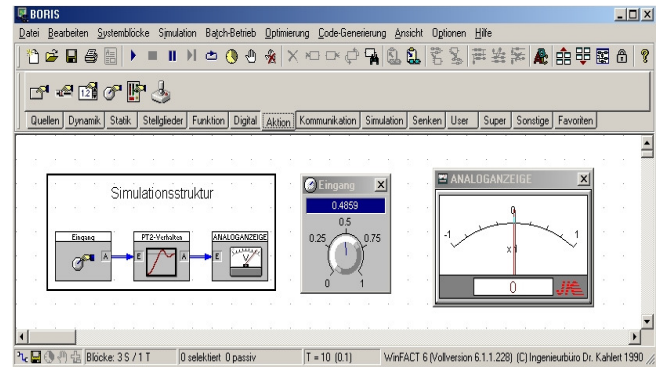 BORIS
Datei Bearbeiten Systemblöcke Simulation Batch-Betrieb Optimierung Code-Generierung Ansicht Optionen Hilfe
Quellen Dynamik Statik Stellglieder Funktion Digital Aktion Kommunikation Simulation Senken User Super Sonstige Favoriten
Simulationsstruktur
Eingang PT2-Verhalten ANALOGANZEIGE
A E A E
Eingang
0.4859
0.5
0.25 0.75
0 1
ANALOGANZEIGE
0
-1 1
x 1
0
Blöcke: 3 S / 1 T 0 selektiert 0 passiv T = 10 (0.1) WinFACT 6 (Vollversion 6.1.1.228) (C) Ingenieurbüro Dr. Kahlert 1990